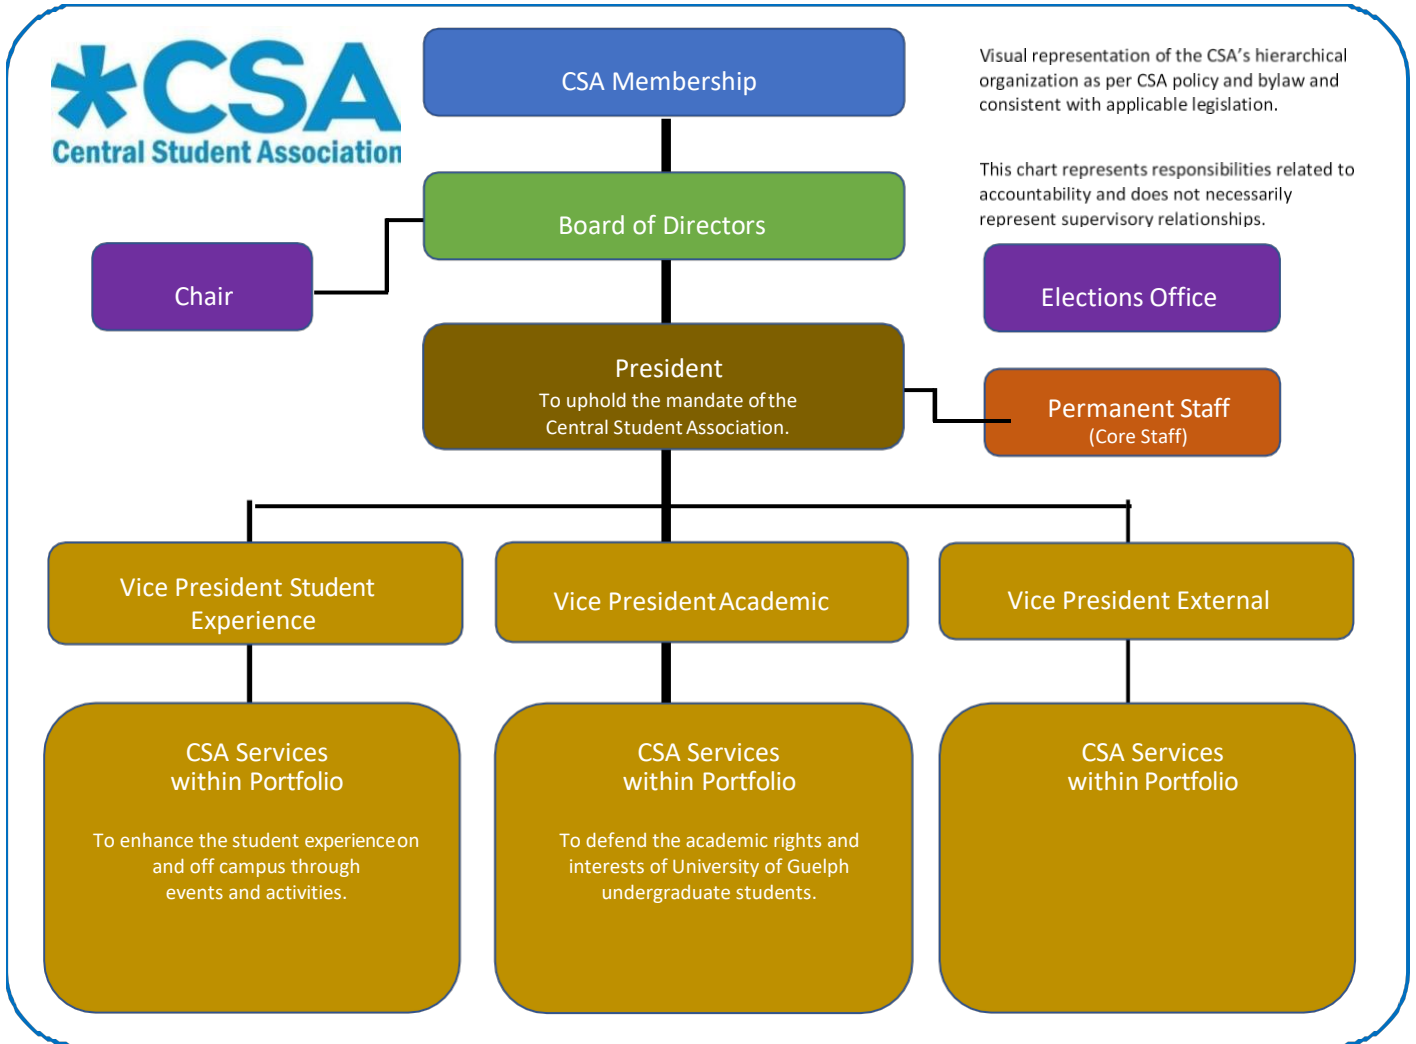 *CSA
Central Student Association
CSA Membership
Visual representation of the CSA's hierarchical
organization as per CSA policy and bylaw and
consistent with applicable legislation.
This chart represents responsibilities related to
accountability and does not necessarily
represent supervisory relationships.
Board of Directors
Chair
Elections Office
President
To uphold the mandate of the
Central Student Association.
Permanent Staff
(Core Staff)
Vice President Student
Experience
Vice President Academic
Vice President External
CSA Services
within Portfolio
To enhance the student experience on
and off campus through
events and activities.
CSA Services
within Portfolio
To defend the academic rights and
interests of University of Guelph
undergraduate students.
CSA Services
within Portfolio